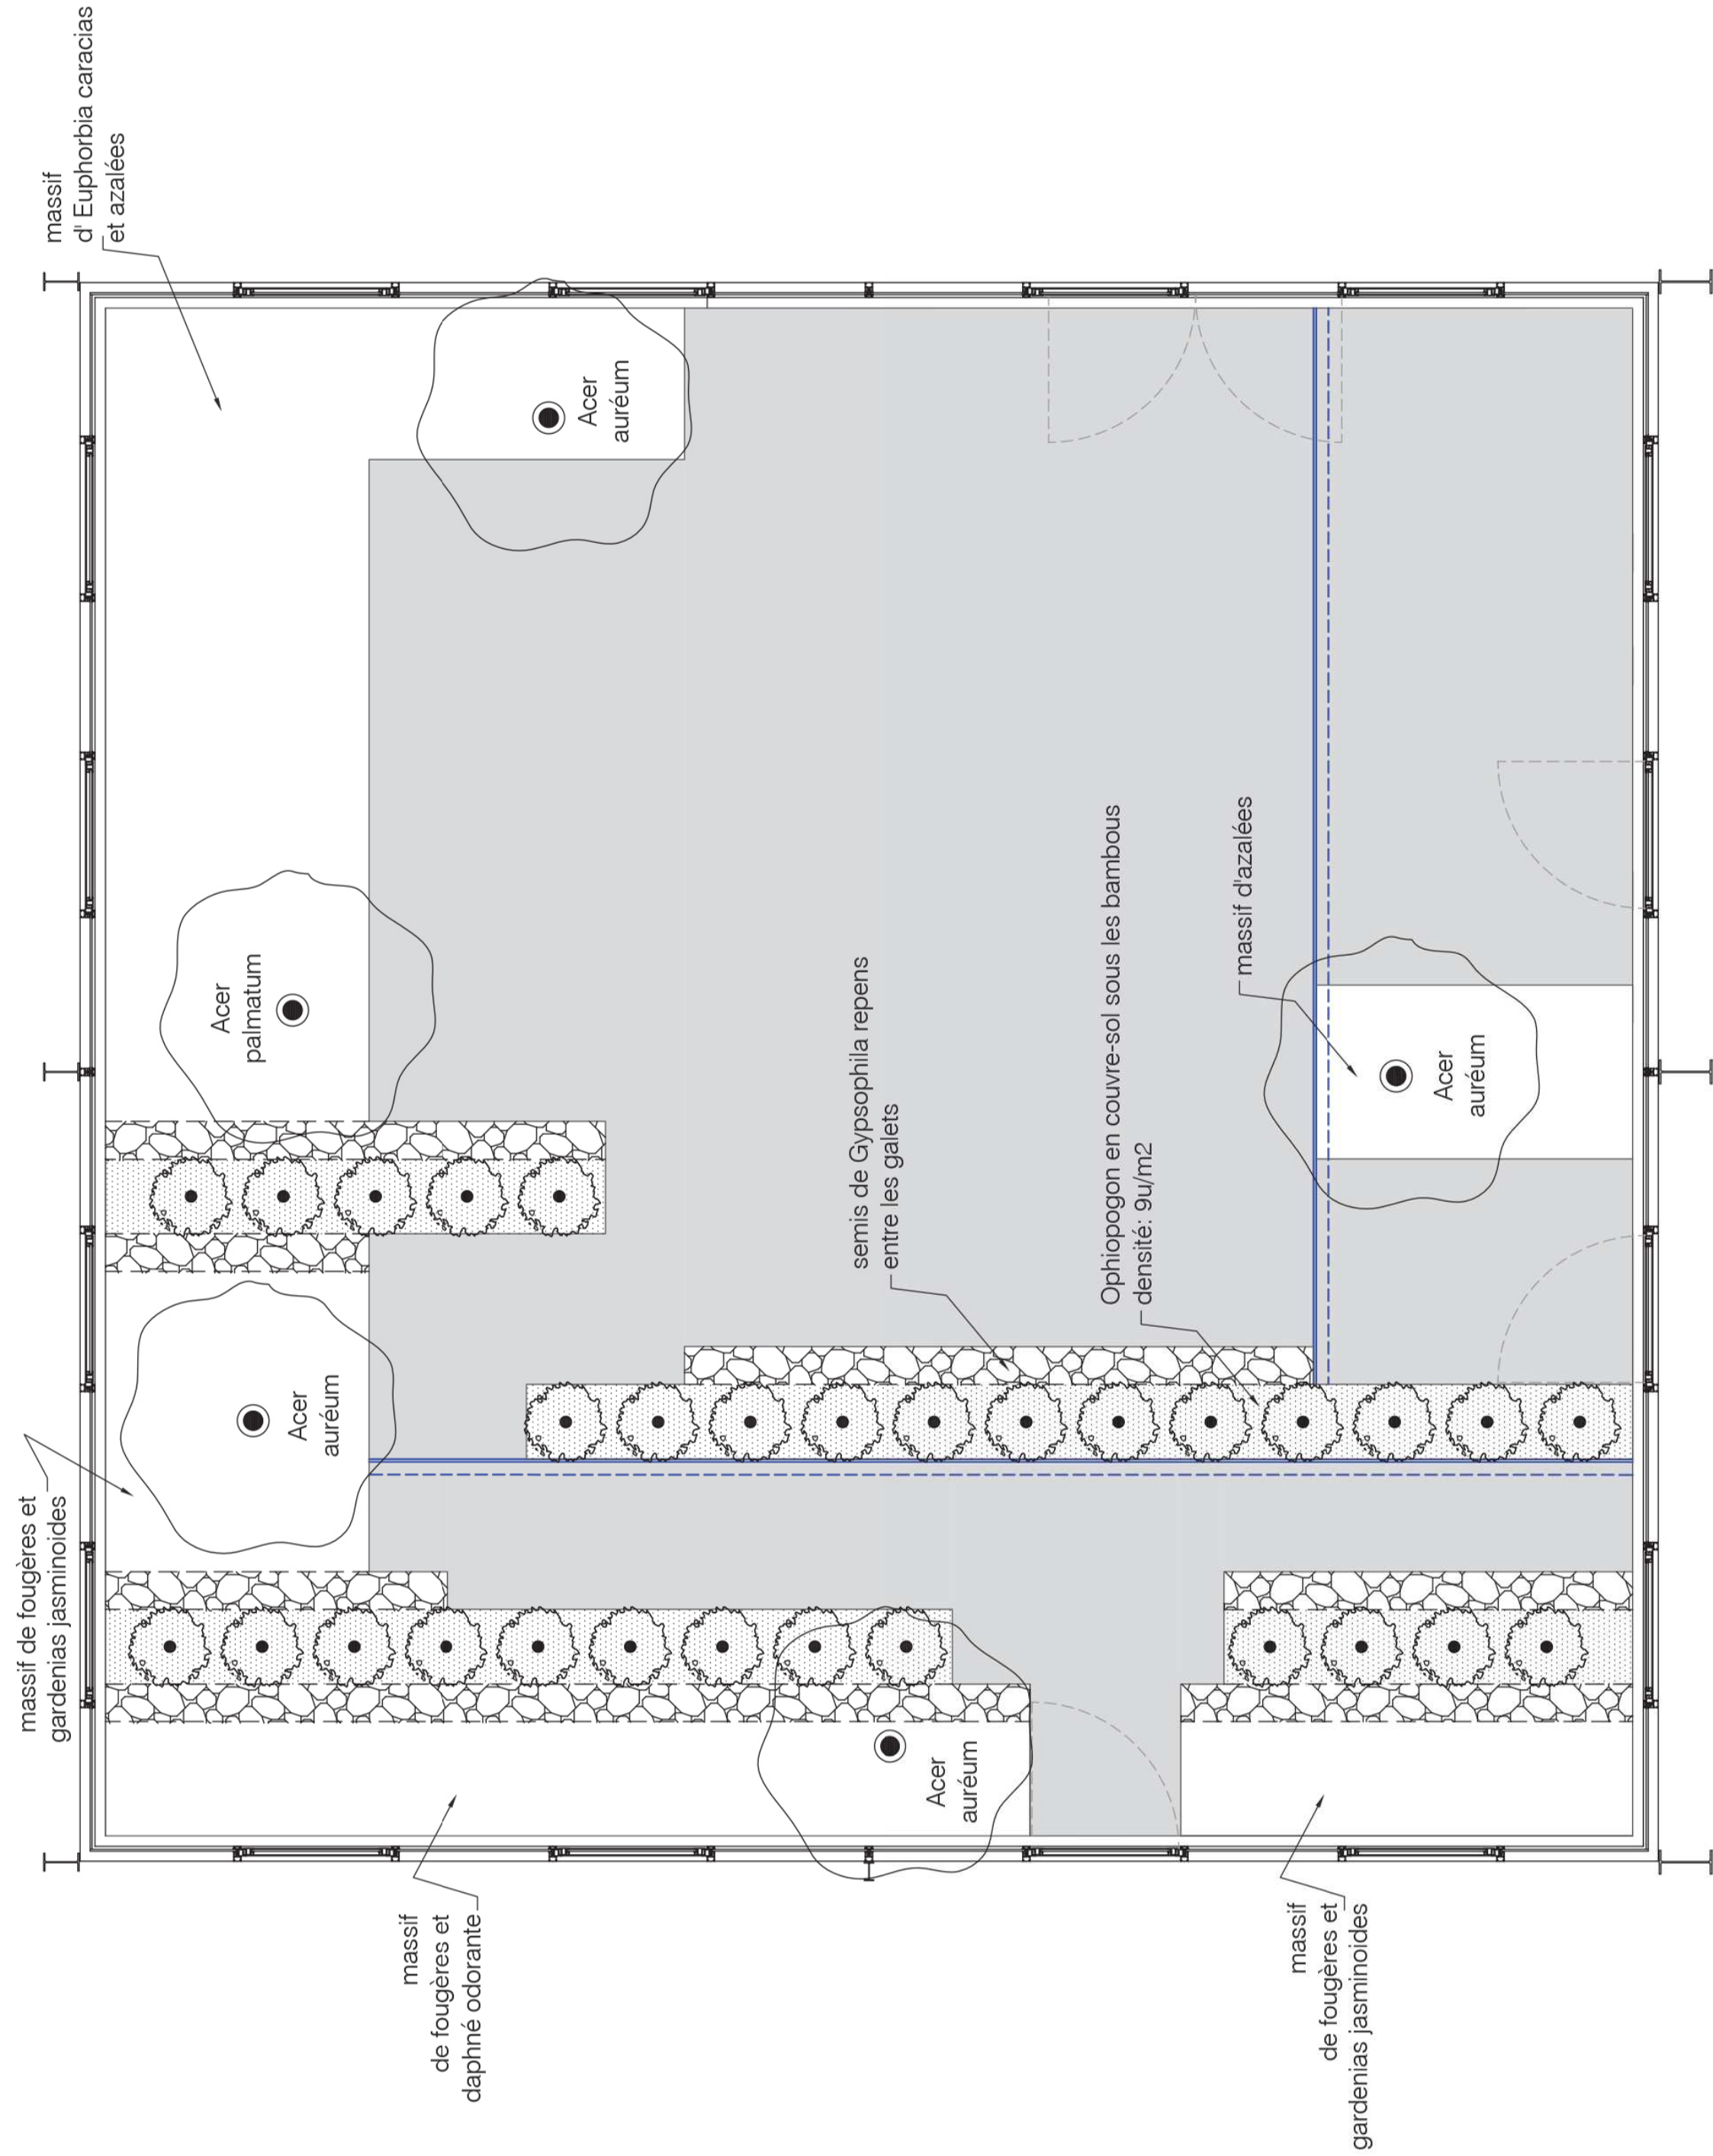 massif de fougères et
gardenias jasminoides
massif
d' Euphorbia caracias
et azalées
Acer
auréum
Acer
palmatum
Acer
auréum
massif
de fougères et
daphné odorante
semis de Gypsophila repens
entre les galets
Acer
auréum
Ophiopogon en couvre-sol sous les bambous
densité: 9u/m2
massif d'azalées
massif
de fougères et
gardenias jasminoides
Acer
auréum